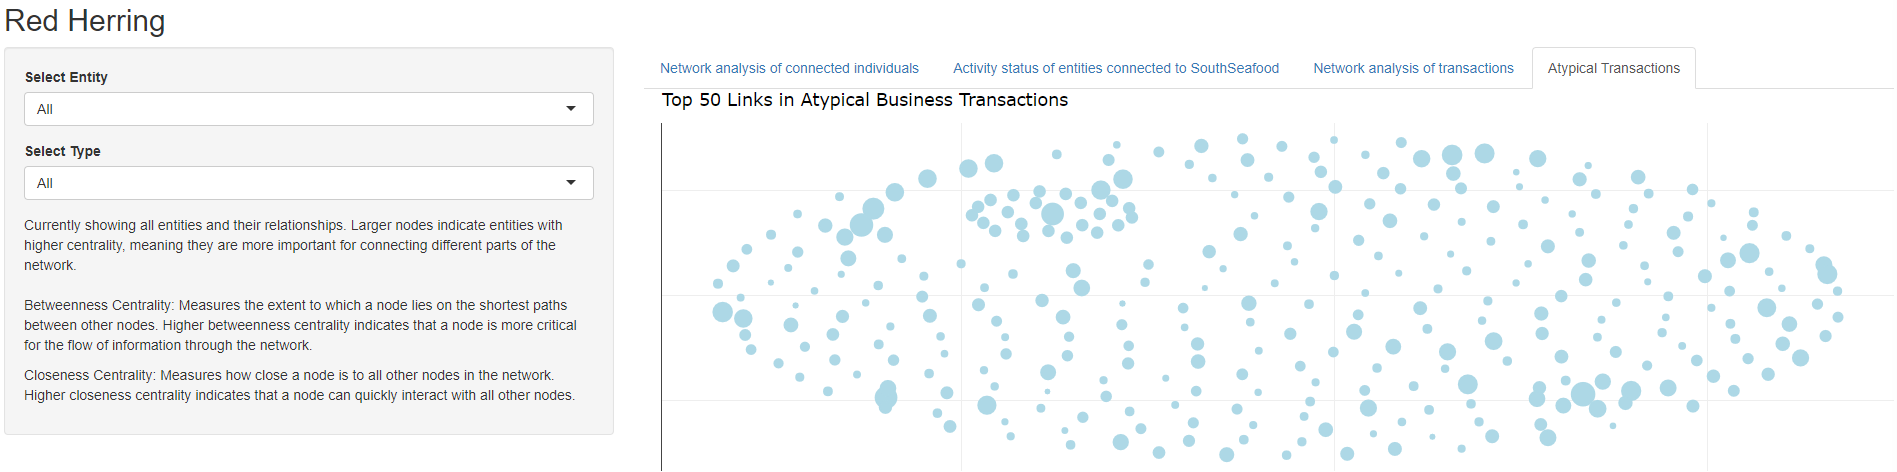 Red Herring
Select Entity
All
Select Type
All
Currently showing all entities and their relationships. Larger nodes indicate entities with
higher centrality, meaning they are more important for connecting different parts of the
network.
Betweenness Centrality: Measures the extent to which a node lies on the shortest paths
between other nodes. Higher betweenness centrality indicates that a node is more critical
for the flow of information through the network.
Closeness Centrality: Measures how close a node is to all other nodes in the network.
Higher closeness centrality indicates that a node can quickly interact with all other nodes.
Network analysis of connected individuals
Activity status of entities connected to SouthSeafood
Network analysis of transactions
Atypical Transactions
Top 50 Links in Atypical Business Transactions